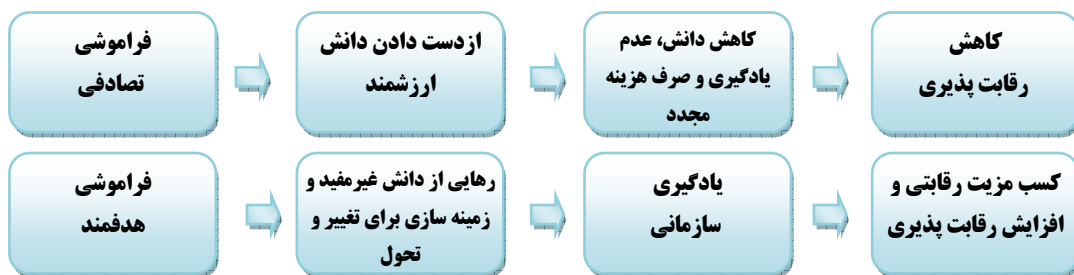 فراموشی
تصادفی
ازدست دادن دانش
ارزشمند
کاهش دانش، عدم
یادگیری و صرف هزینه
مجدد
کاهش
رقابت پذیری
فراموشی
هدفمند
رهایی از دانش غیرمفید و
زمینه سازی برای تغییر و
تحول
یادگیری
سازمانی
کسب مزیت رقابتی و
افزایش رقابت پذیری